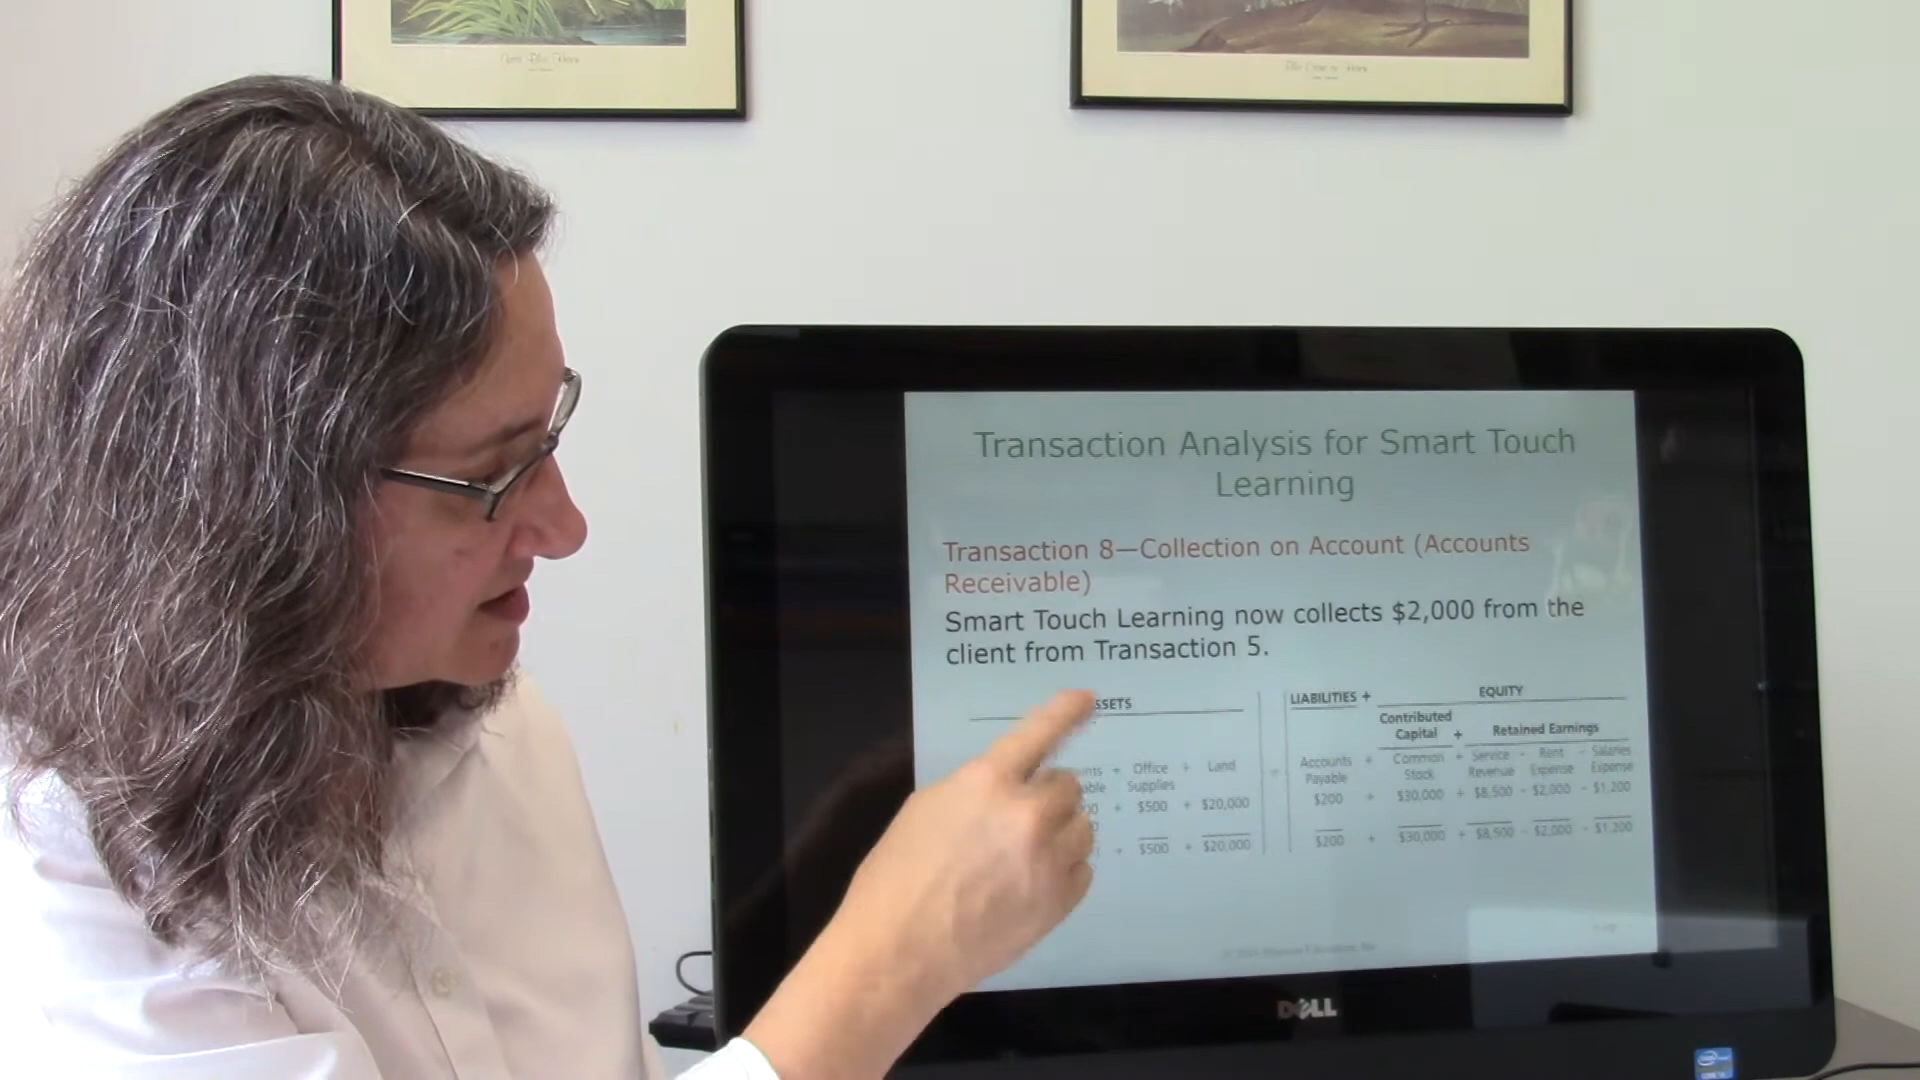 Transaction Analysis for Smart Touch
Learning
Transaction 8—Collection on Account (Accounts
Receivable)
Smart Touch Learning now collects $2,000 from the
client from Transaction 5.
SSETS
LIABILITIES +
EQUITY
Contributed
Capital + Retained Earnings
Office + Land
Supplies
Accounts + Common + Service - Rent - Salaries
Payable Stock Revenue Expense Expense
+ $500 + $20,000
$200 + $30,000 + $8,500 - $2,000 - $1,200
+ $500 + $20,000
$200 + $30,000 + $8,500 - $2,000 - $1,200
DELL